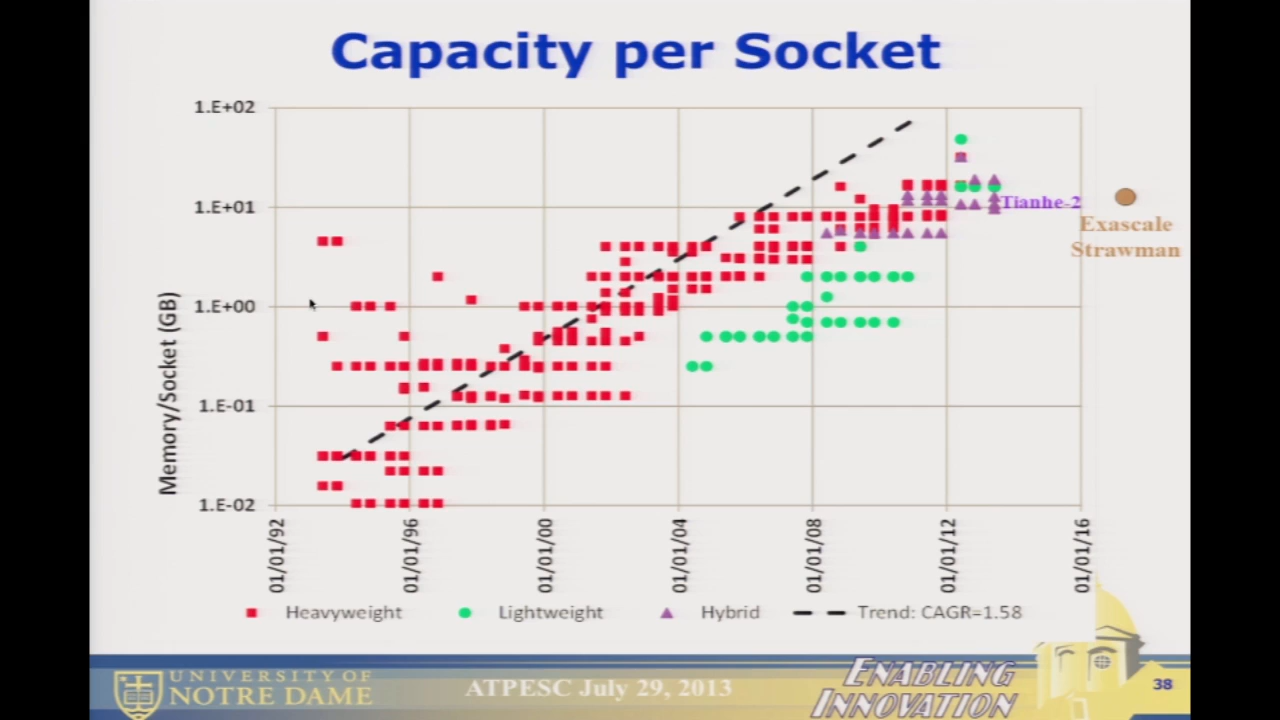 Capacity per Socket
1.E+02
1.E+01
1.E+00
1.E-01
1.E-02
Memory/Socket (GB)
Tianhe-2
Exascale
Strawman
01/01/92
01/01/96
01/01/00
01/01/04
01/01/08
01/01/12
01/01/16
Heavyweight
Lightweight
Hybrid
Trend: CAGR=1.58
UNIVERSITY OF
NOTRE DAME
ATPESC July 29, 2013
ENABLING
INNOVATION
38